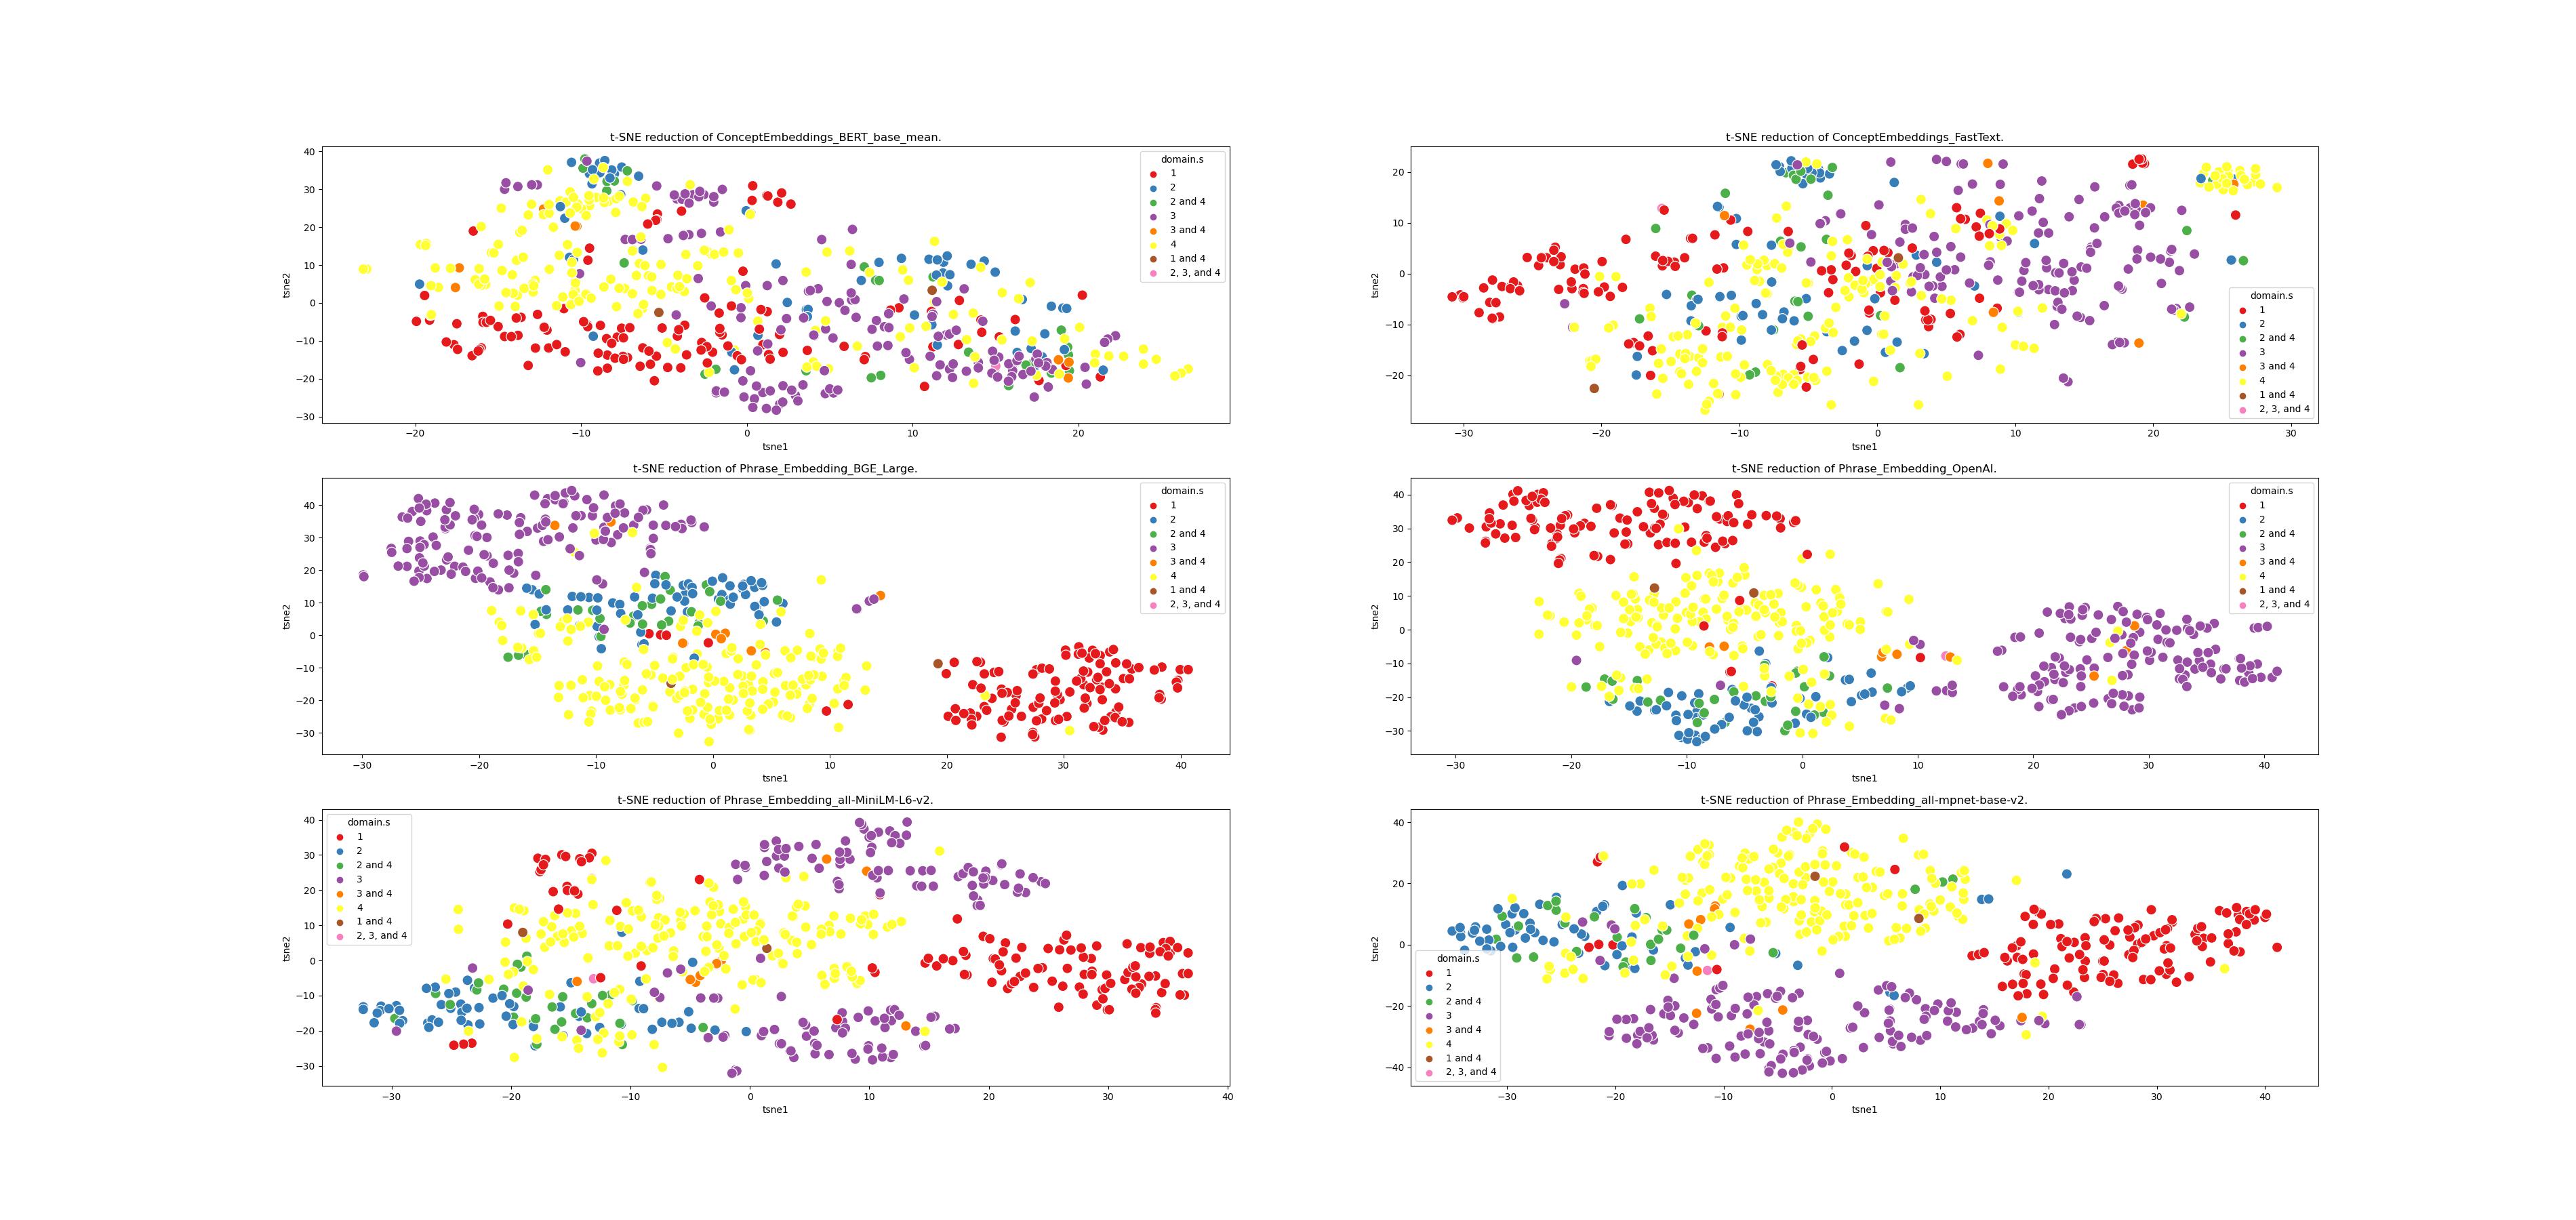 t-SNE reduction of ConceptEmbeddings_BERT_base_mean.
40
30
20
10
0
−10
−20
−30
tsne2
−20
−10
0
10
20
tsne1
domain.s
1
2
2 and 4
3
3 and 4
4
1 and 4
2, 3, and 4
t-SNE reduction of ConceptEmbeddings_FastText.
20
10
0
−10
−20
tsne2
−30
−20
−10
0
10
20
30
tsne1
domain.s
1
2
2 and 4
3
3 and 4
4
1 and 4
2, 3, and 4
t-SNE reduction of Phrase_Embedding_BGE_Large.
40
30
20
10
0
−10
−20
−30
tsne2
−30
−20
−10
0
10
20
30
40
tsne1
domain.s
1
2
2 and 4
3
3 and 4
4
1 and 4
2, 3, and 4
t-SNE reduction of Phrase_Embedding_OpenAI.
40
30
20
10
0
−10
−20
−30
tsne2
−30
−20
−10
0
10
20
30
40
tsne1
domain.s
1
2
2 and 4
3
3 and 4
4
1 and 4
2, 3, and 4
t-SNE reduction of Phrase_Embedding_all-MiniLM-L6-v2.
40
30
20
10
0
−10
−20
−30
tsne2
−30
−20
−10
0
10
20
30
40
tsne1
domain.s
1
2
2 and 4
3
3 and 4
4
1 and 4
2, 3, and 4
t-SNE reduction of Phrase_Embedding_all-mpnet-base-v2.
40
20
0
−20
−40
tsne2
−30
−20
−10
0
10
20
30
40
tsne1
domain.s
1
2
2 and 4
3
3 and 4
4
1 and 4
2, 3, and 4